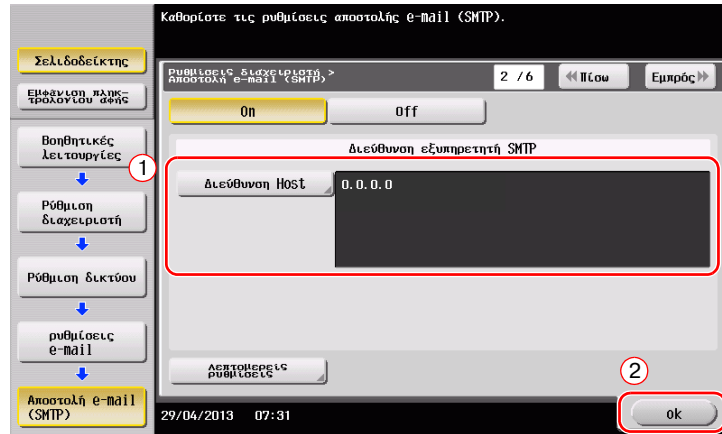 Καθορίστε τις ρυθμίσεις αποστολής e-mail (SMTP).
Σελιδοδείκτης
Εμφάνιση πληκ-
τρολογίου αφής
Βοηθητικές
λειτουργίες
1
Ρύθμιση
διαχειριστή
Ρύθμιση δικτύου
ρυθμίσεις
e-mail
Αποστολή e-mail
(SMTP)
Ρυθμίσεις διαχειριστή >
Αποστολή e-mail (SMTP)
2 /6
Πίσω
Εμπρός
On
Off
Διεύθυνση εξυπηρετητή SMTP
Διεύθυνση Host
0.0.0.0
Λεπτομερείς
ρυθμίσεις
2
29/04/2013 07:31
ok